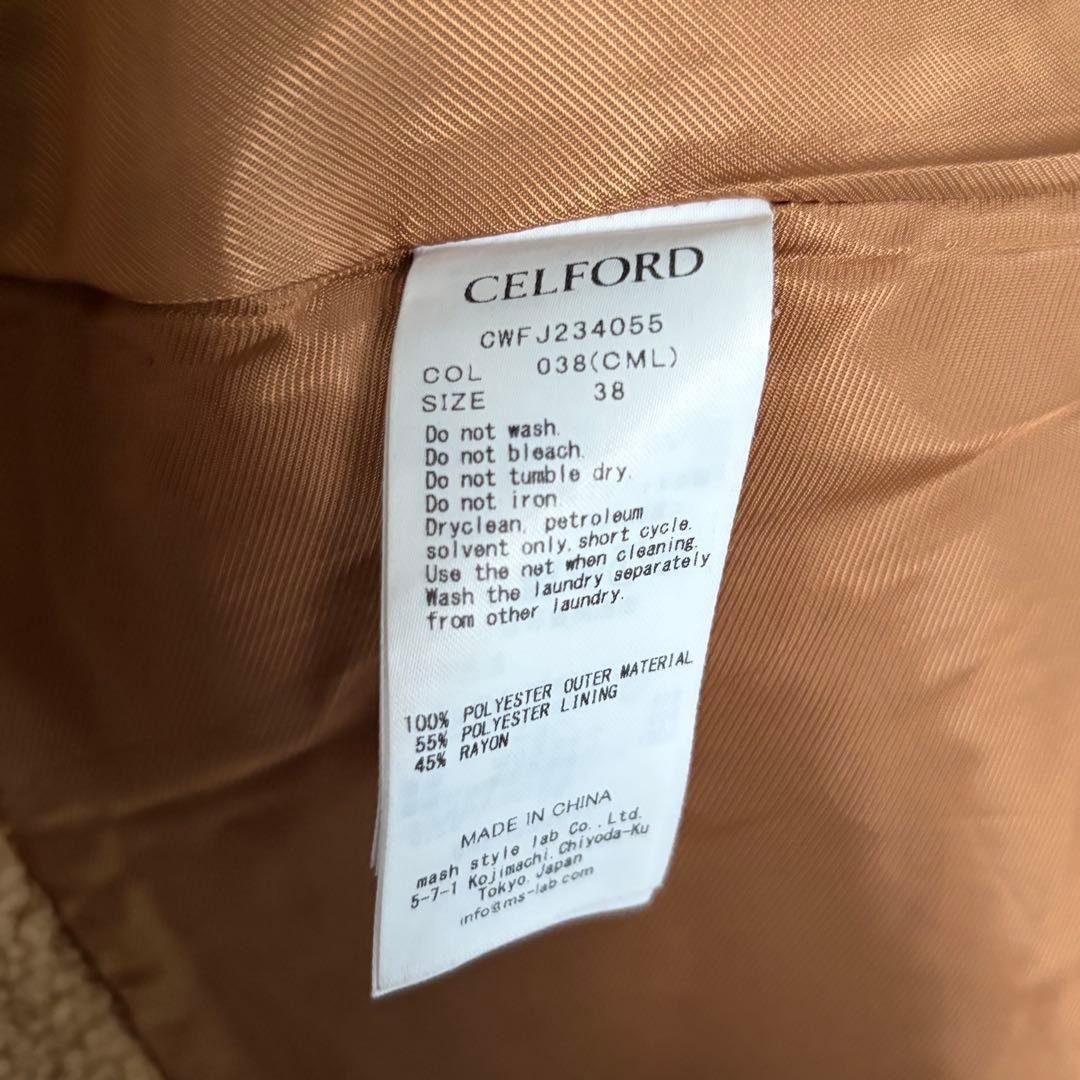 CELFORD
CWFJ234055
COL 038(CML)
SIZE 38
Do not wash.
Do not bleach.
Do not tumble dry.
Do not iron.
Dryclean, petroleum
solvent only, short cycle.
Use the net when cleaning.
Wash the laundry separately
from other laundry.
100% POLYESTER OUTER MATERIAL
55% POLYESTER LINING
45% RAYON
MADE IN CHINA
mash style lab Co., Ltd.
5-7-1 Kojimachi, Chiyoda-Ku
Tokyo, Japan
info@ms-lab.com